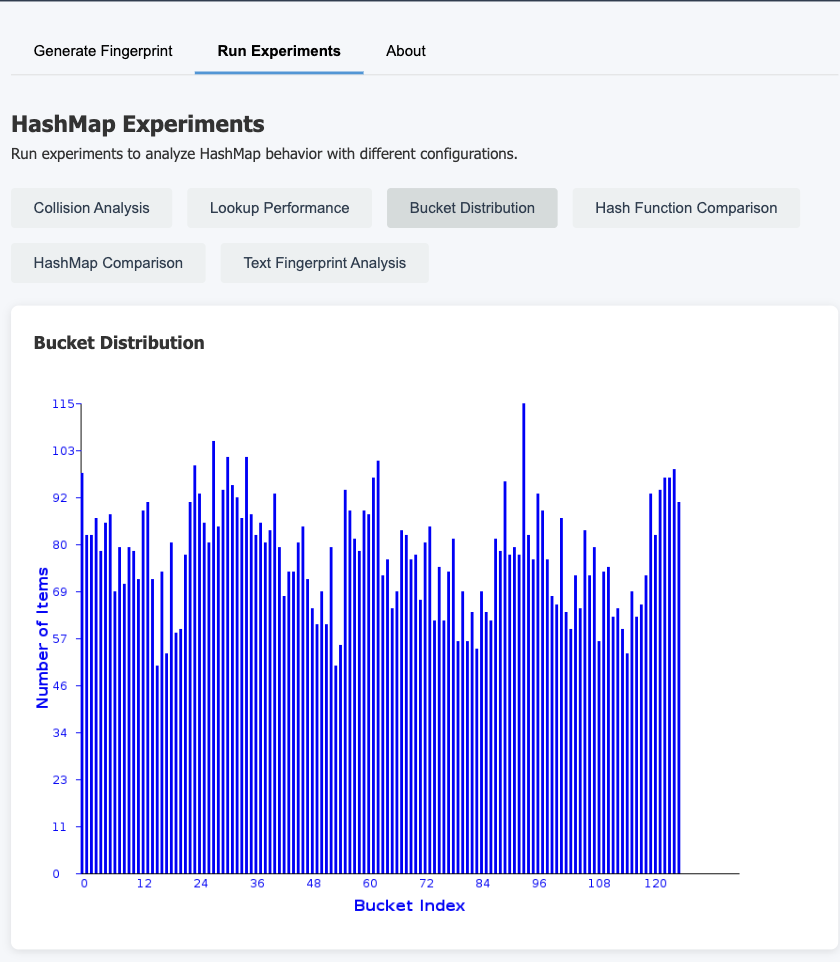 Generate Fingerprint Run Experiments About
HashMap Experiments
Run experiments to analyze HashMap behavior with different configurations.
Collision Analysis Lookup Performance Bucket Distribution Hash Function Comparison
HashMap Comparison Text Fingerprint Analysis
Bucket Distribution
115
103
92
80
69
57
46
34
23
11
0
Number of Items
0 12 24 36 48 60 72 84 96 108 120
Bucket Index